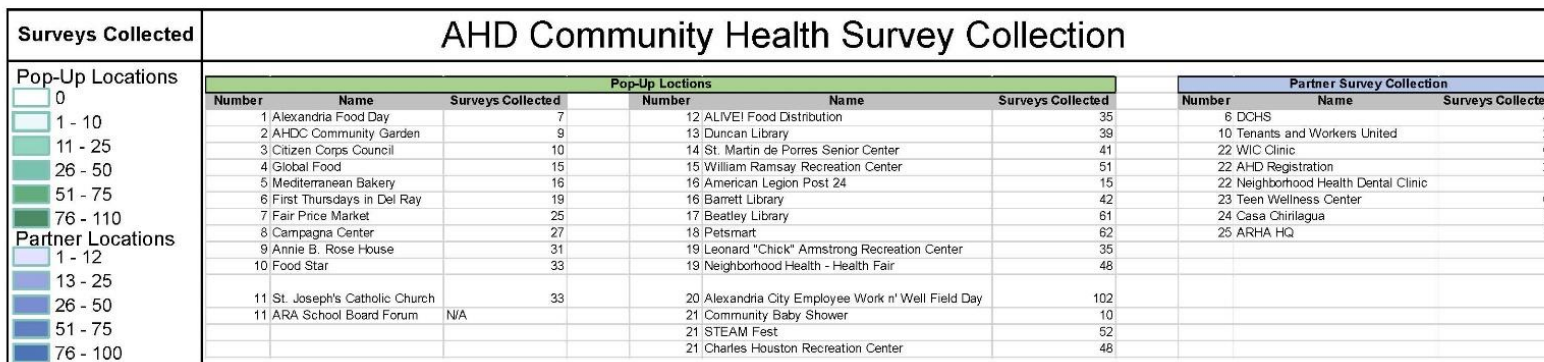 Surveys Collected
AHD Community Health Survey Collection
Pop-Up Locations
0
1 - 10
11 - 25
26 - 50
51 - 75
76 - 110
Partner Locations
1 - 12
13 - 25
26 - 50
51 - 75
76 - 100
Pop-Up Loctions
Number Name Surveys Collected Number Name Surveys Collected
1 Alexandria Food Day 7 12 ALIVE! Food Distribution 35
2 AHDC Community Garden 9 13 Duncan Library 39
3 Citizen Corps Council 10 14 St. Martin de Porres Senior Center 41
4 Global Food 15 15 William Ramsay Recreation Center 51
5 Mediterranean Bakery 16 16 American Legion Post 24 15
6 First Thursdays in Del Ray 19 16 Barrett Library 42
7 Fair Price Market 25 17 Beatley Library 61
8 Campagna Center 27 18 Petsmart 62
9 Annie B. Rose House 31 19 Leonard "Chick" Armstrong Recreation Center 35
10 Food Star 33 19 Neighborhood Health - Health Fair 48
11 St. Joseph's Catholic Church 33 20 Alexandria City Employee Work n' Well Field Day 102
11 ARA School Board Forum N/A 21 Community Baby Shower 10
21 STEAM Fest 52
21 Charles Houston Recreation Center 48
Partner Survey Collection
Number Name Surveys Collecte
6 DCHS
10 Tenants and Workers United
22 WIC Clinic
22 AHD Registration
22 Neighborhood Health Dental Clinic
23 Teen Wellness Center
24 Casa Chirilagua
25 ARHA HQ